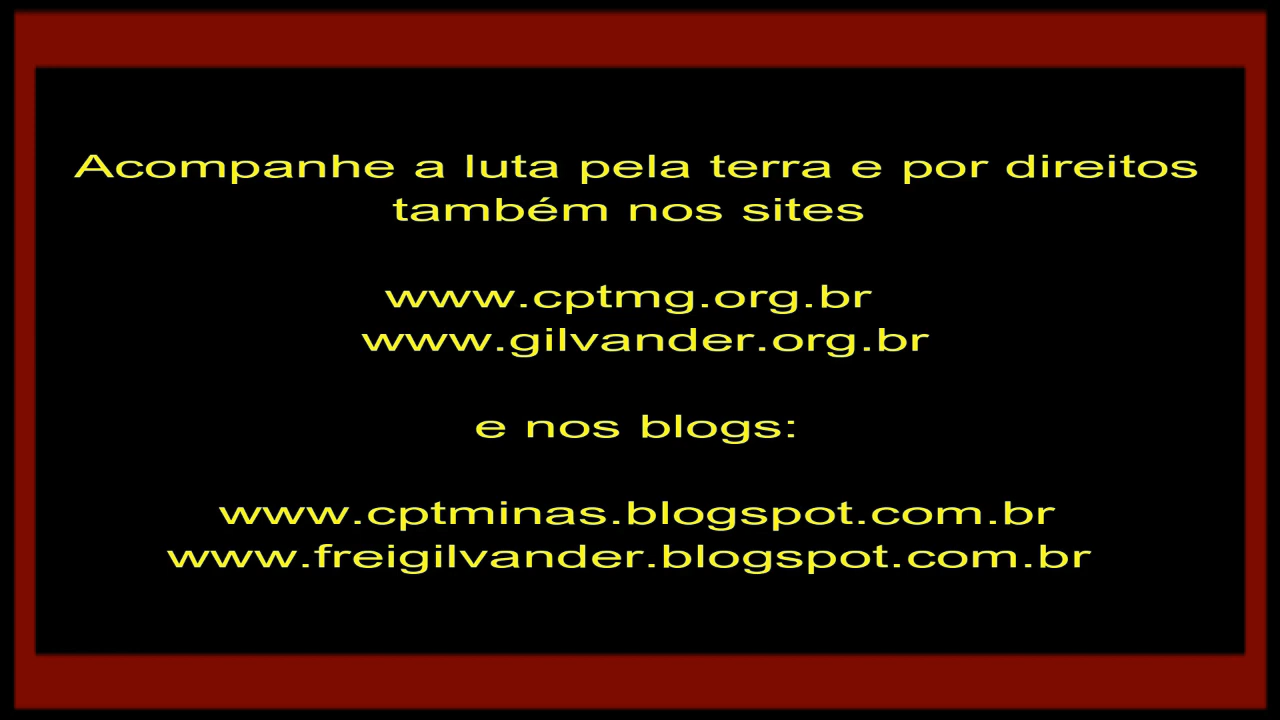 Acompanhe a luta pela terra e por direitos
também nos sites
www.cptmg.org.br
www.gilvander.org.br
e nos blogs:
www.cptminas.blogspot.com.br
www.freigilvander.blogspot.com.br